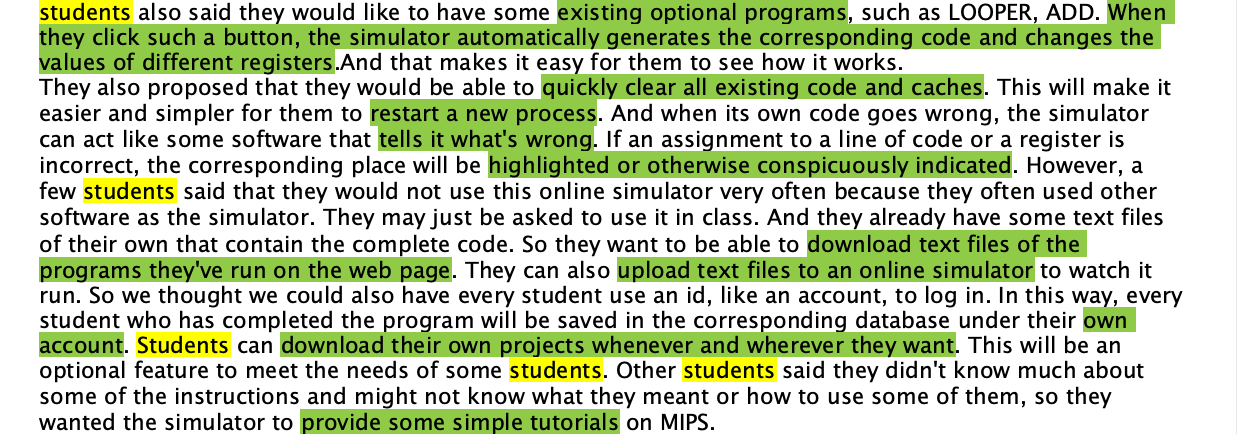 students also said they would like to have some existing optional programs, such as LOOPER, ADD. When
they click such a button, the simulator automatically generates the corresponding code and changes the
values of different registers.And that makes it easy for them to see how it works.
They also proposed that they would be able to quickly clear all existing code and caches. This will make it
easier and simpler for them to restart a new process. And when its own code goes wrong, the simulator
can act like some software that tells it what's wrong. If an assignment to a line of code or a register is
incorrect, the corresponding place will be highlighted or otherwise conspicuously indicated. However, a
few students said that they would not use this online simulator very often because they often used other
software as the simulator. They may just be asked to use it in class. And they already have some text files
of their own that contain the complete code. So they want to be able to download text files of the
programs they've run on the web page. They can also upload text files to an online simulator to watch it
run. So we thought we could also have every student use an id, like an account, to log in. In this way, every
student who has completed the program will be saved in the corresponding database under their own
account. Students can download their own projects whenever and wherever they want. This will be an
optional feature to meet the needs of some students. Other students said they didn't know much about
some of the instructions and might not know what they meant or how to use some of them, so they
wanted the simulator to provide some simple tutorials on MIPS.